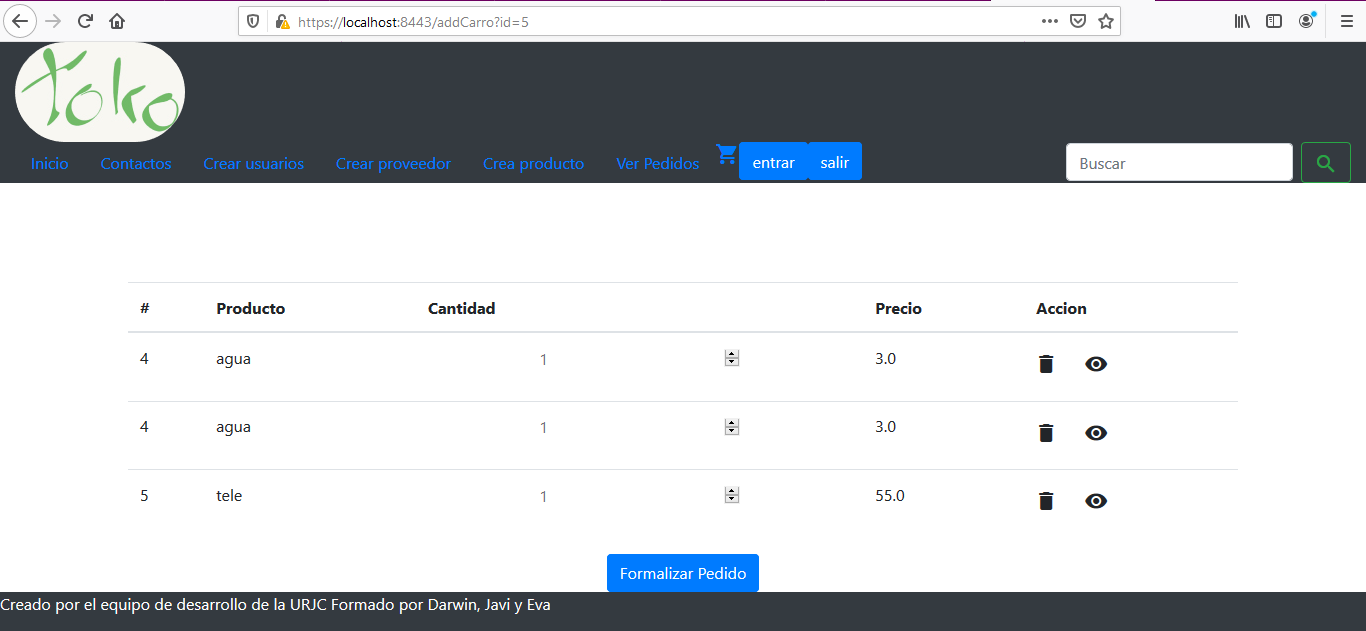 https://localhost:8443/addCarro?id=5
Toko
Inicio Contactos Crear usuarios Crear proveedor Crea producto Ver Pedidos entrar salir Buscar
# Producto Cantidad Precio Accion
4 agua 1 3.0
4 agua 1 3.0
5 tele 1 55.0
Formalizar Pedido
Creado por el equipo de desarrollo de la URJC Formado por Darwin, Javi y Eva